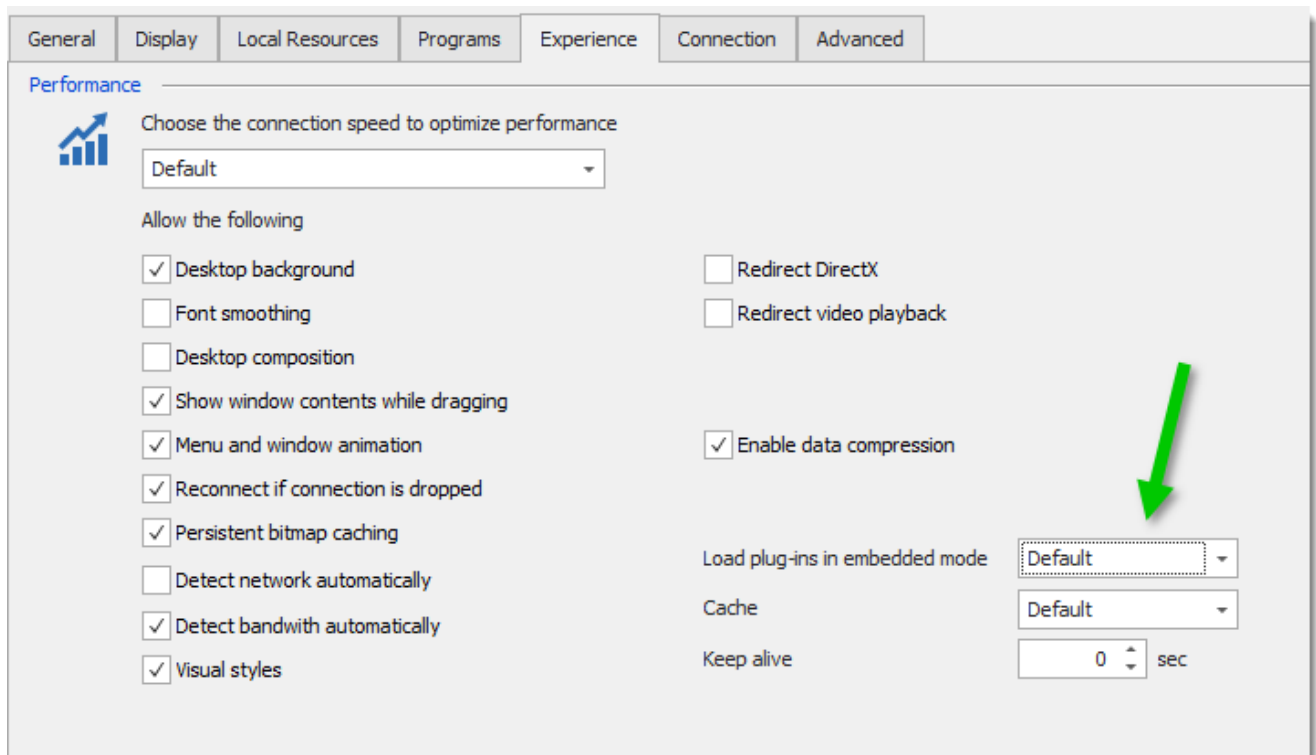 General Display Local Resources Programs Experience Connection Advanced
Performance
Choose the connection speed to optimize performance
Default
Allow the following
Desktop background
Redirect DirectX
Font smoothing
Redirect video playback
Desktop composition
Show window contents while dragging
Menu and window animation
Enable data compression
Reconnect if connection is dropped
Persistent bitmap caching
Load plug-ins in embedded mode Default
Detect network automatically
Cache Default
Detect bandwith automatically
Keep alive 0 sec
Visual styles